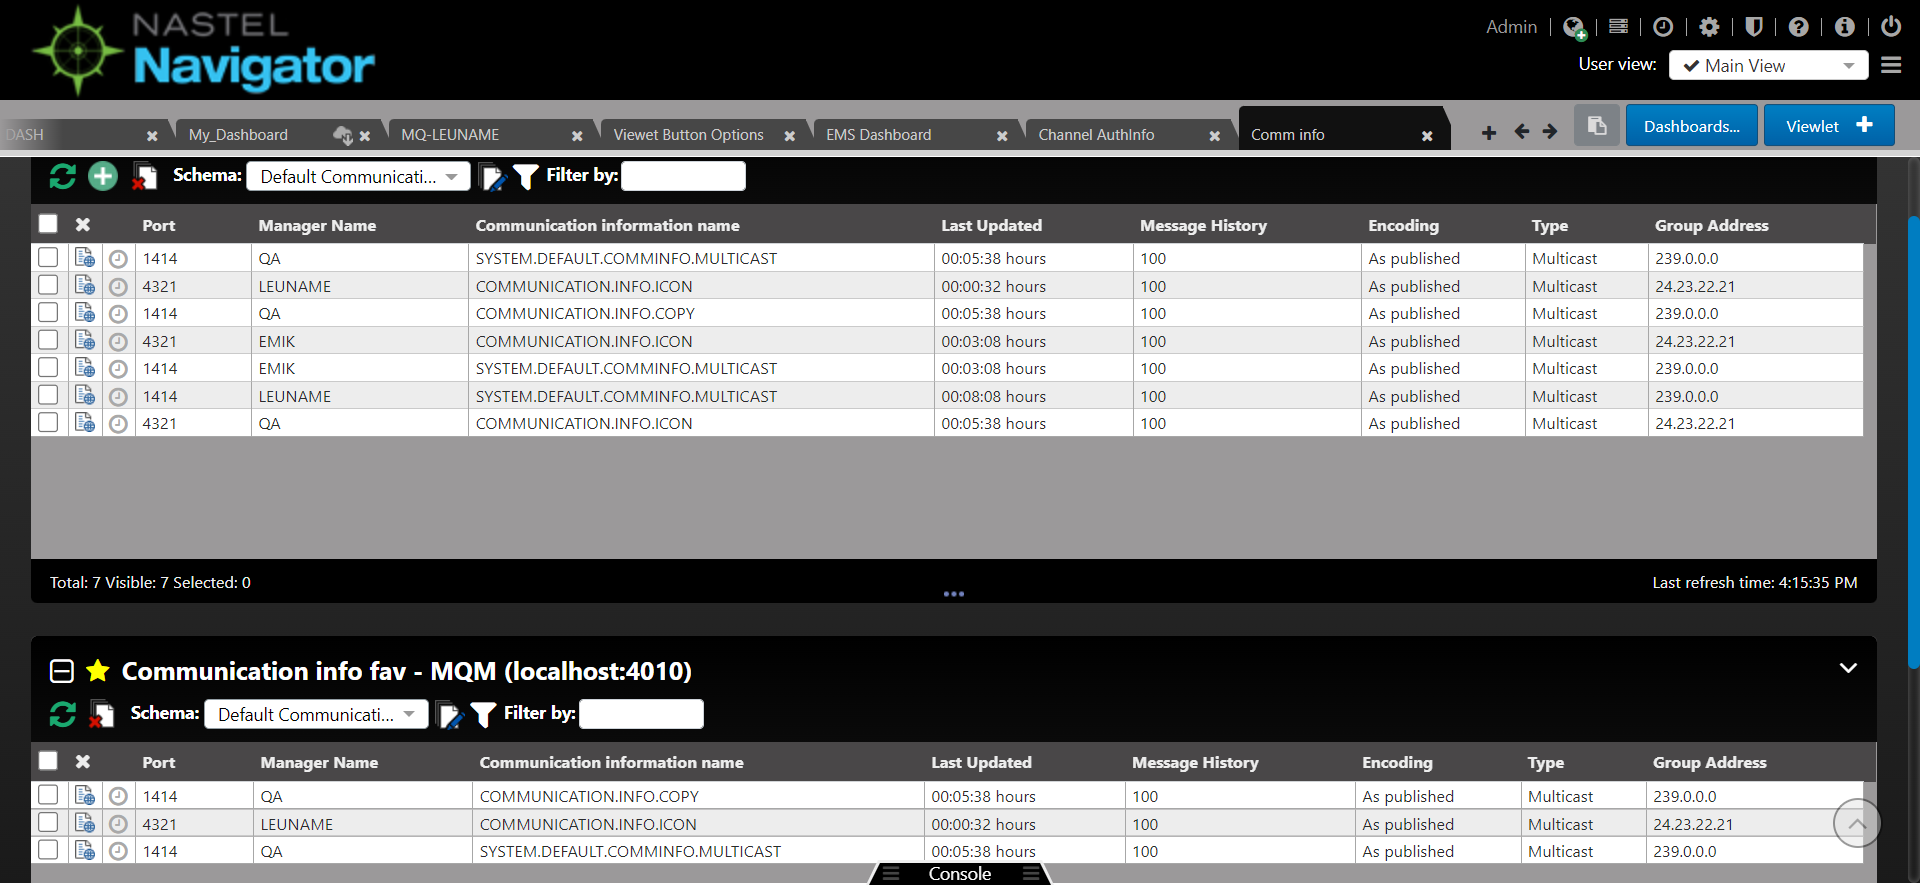 NASTEL
Navigator
Admin
User view: Main View
DASH My_Dashboard MQ-LEUNAME Viewet Button Options EMS Dashboard Channel AuthInfo Comm info Dashboards... Viewlet
Schema: Default Communicati... Filter by:
Port Manager Name Communication information name Last Updated Message History Encoding Type Group Address
1414 QA SYSTEM.DEFAULT.COMMINFO.MULTICAST 00:05:38 hours 100 As published Multicast 239.0.0.0
4321 LEUNAME COMMUNICATION.INFO.ICON 00:00:32 hours 100 As published Multicast 24.23.22.21
1414 QA COMMUNICATION.INFO.COPY 00:05:38 hours 100 As published Multicast 239.0.0.0
4321 EMIK COMMUNICATION.INFO.ICON 00:03:08 hours 100 As published Multicast 24.23.22.21
1414 EMIK SYSTEM.DEFAULT.COMMINFO.MULTICAST 00:03:08 hours 100 As published Multicast 239.0.0.0
1414 LEUNAME SYSTEM.DEFAULT.COMMINFO.MULTICAST 00:08:08 hours 100 As published Multicast 239.0.0.0
4321 QA COMMUNICATION.INFO.ICON 00:05:38 hours 100 As published Multicast 24.23.22.21
Total: 7 Visible: 7 Selected: 0 Last refresh time: 4:15:35 PM
Communication info fav - MQM (localhost:4010)
Schema: Default Communicati... Filter by:
Port Manager Name Communication information name Last Updated Message History Encoding Type Group Address
1414 QA COMMUNICATION.INFO.COPY 00:05:38 hours 100 As published Multicast 239.0.0.0
4321 LEUNAME COMMUNICATION.INFO.ICON 00:00:32 hours 100 As published Multicast 24.23.22.21
1414 QA SYSTEM.DEFAULT.COMMINFO.MULTICAST 00:05:38 hours 100 As published Multicast 239.0.0.0
Console